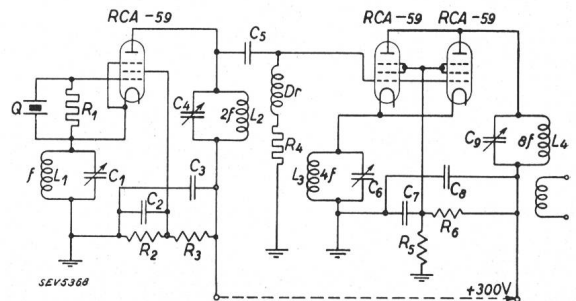 RCA-59
RCA-59 RCA-59
C5
Q
R1
C4
2f
L2
Dr
R4
C9
8f
L4
f
L1
C1
C3
C2
L3
4f
C6
C8
C7
R2
R3
R5
R6
SEV5368
+300V